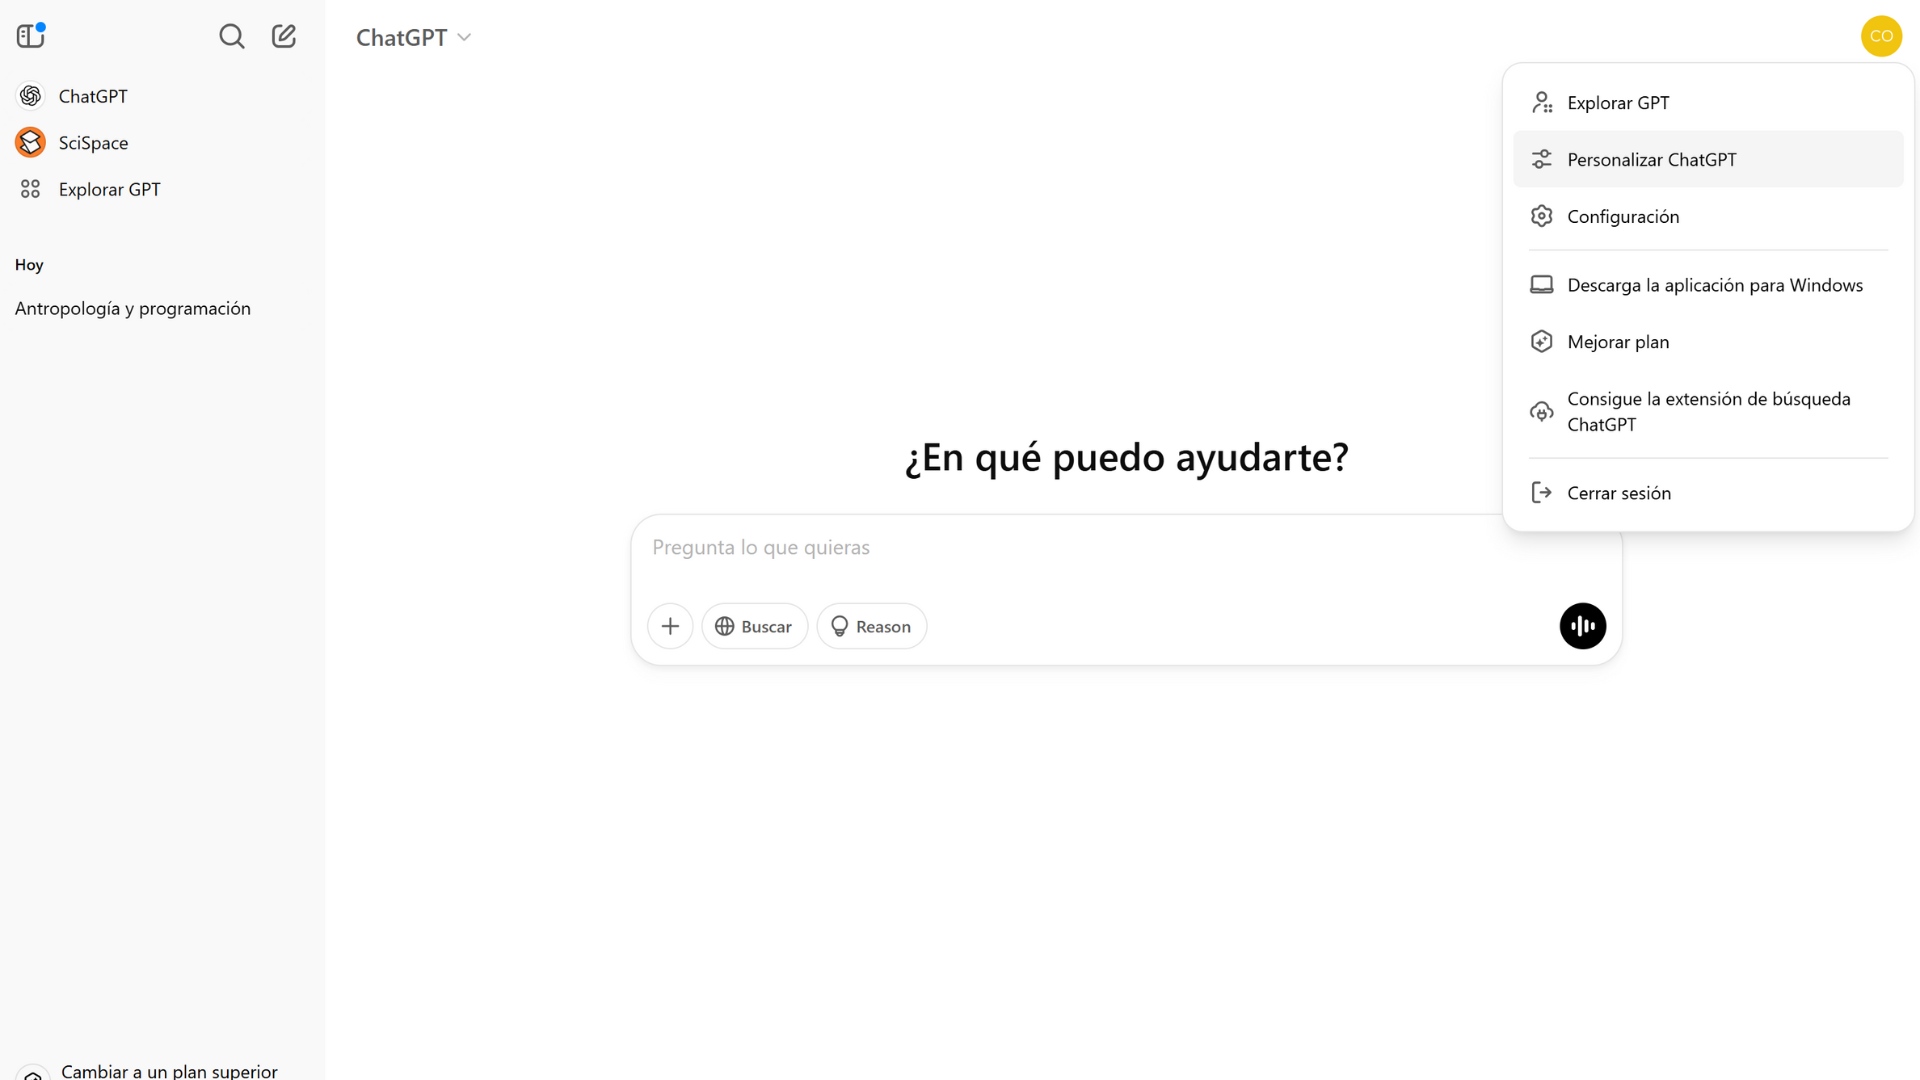 ChatGPT
SciSpace
Explorar GPT
Hoy
Antropología y programación
Cambiar a un plan superior
ChatGPT
CO
Explorar GPT
Personalizar ChatGPT
Configuración
Descarga la aplicación para Windows
Mejorar plan
Consigue la extensión de búsqueda
ChatGPT
Cerrar sesión
¿En qué puedo ayudarte?
Pregunta lo que quieras
Buscar
Reason